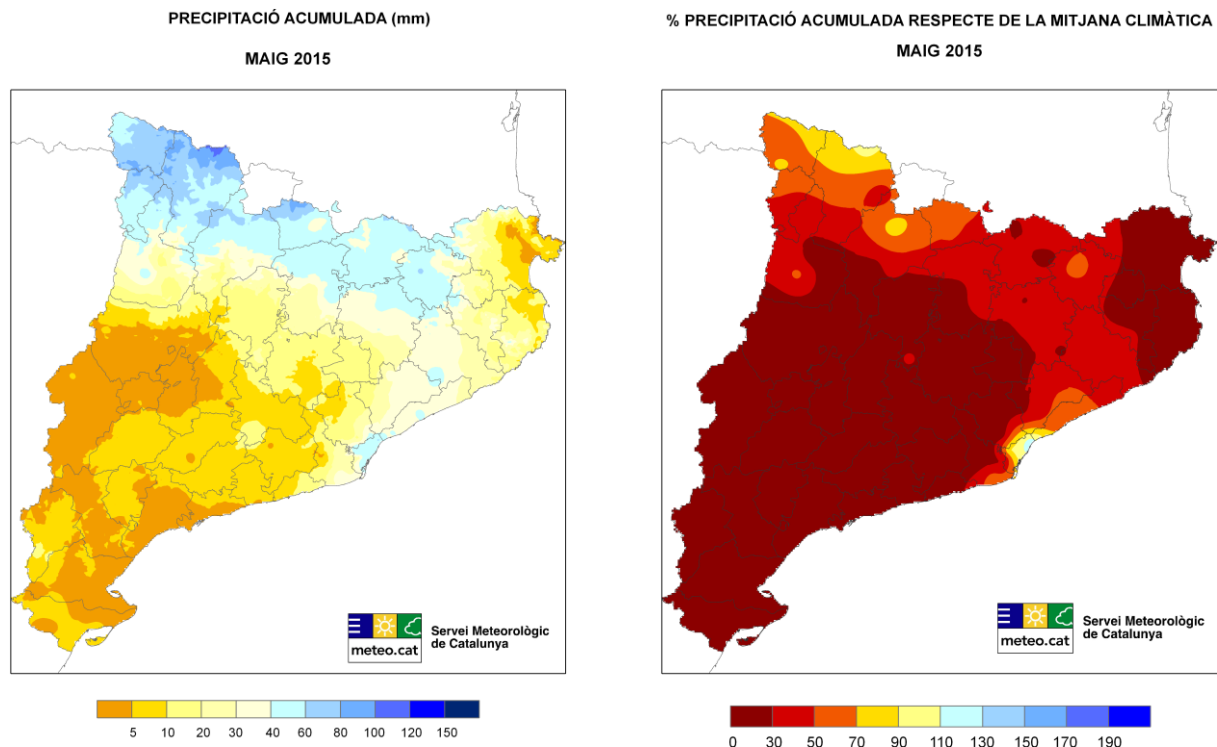 PRECIPITACIÓ ACUMULADA (mm)
MAIG 2015
meteo.cat
Servei Meteorològic
de Catalunya
5 10 20 30 40 60 80 100 120 150
% PRECIPITACIÓ ACUMULADA RESPECTE DE LA MITJANA CLIMÀTICA
MAIG 2015
meteo.cat
Servei Meteorològic
de Catalunya
0 30 50 70 90 110 130 150 170 190